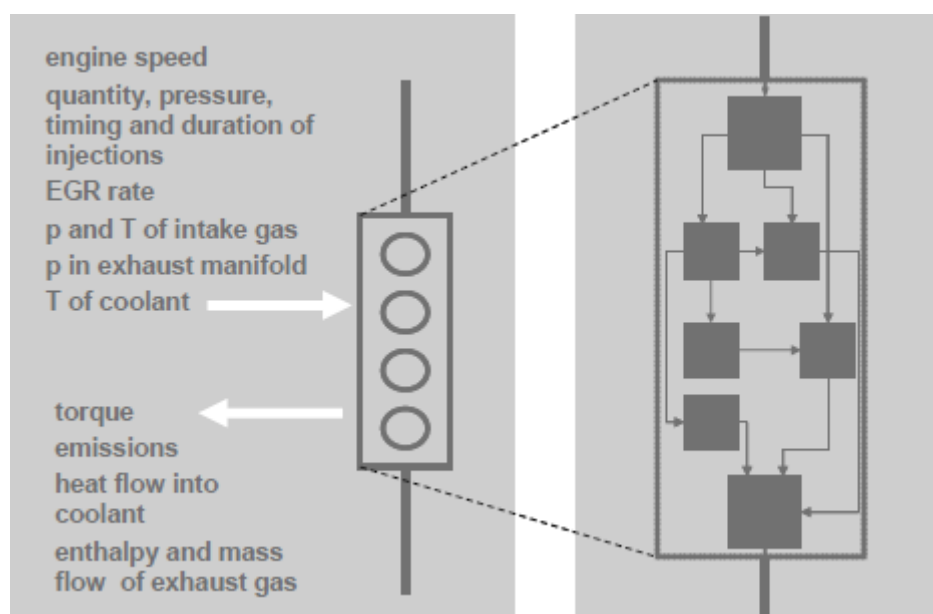 engine speed
quantity, pressure,
timing and duration of
injections
EGR rate
p and T of intake gas
p in exhaust manifold
T of coolant
torque
emissions
heat flow into
coolant
enthalpy and mass
flow of exhaust gas